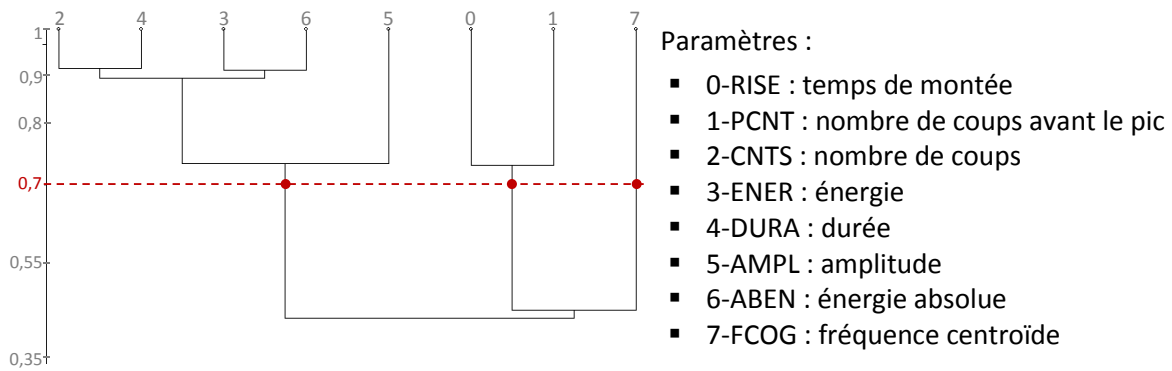 2 4 3 6 5 0 1 7
1
0,9
0,8
0,7
0,55
0,35
Paramètres :
▪ 0-RISE : temps de montée
▪ 1-PCNT : nombre de coups avant le pic
▪ 2-CNTS : nombre de coups
▪ 3-ENER : énergie
▪ 4-DURA : durée
▪ 5-AMPL : amplitude
▪ 6-ABEN : énergie absolue
▪ 7-FCOG : fréquence centroïde